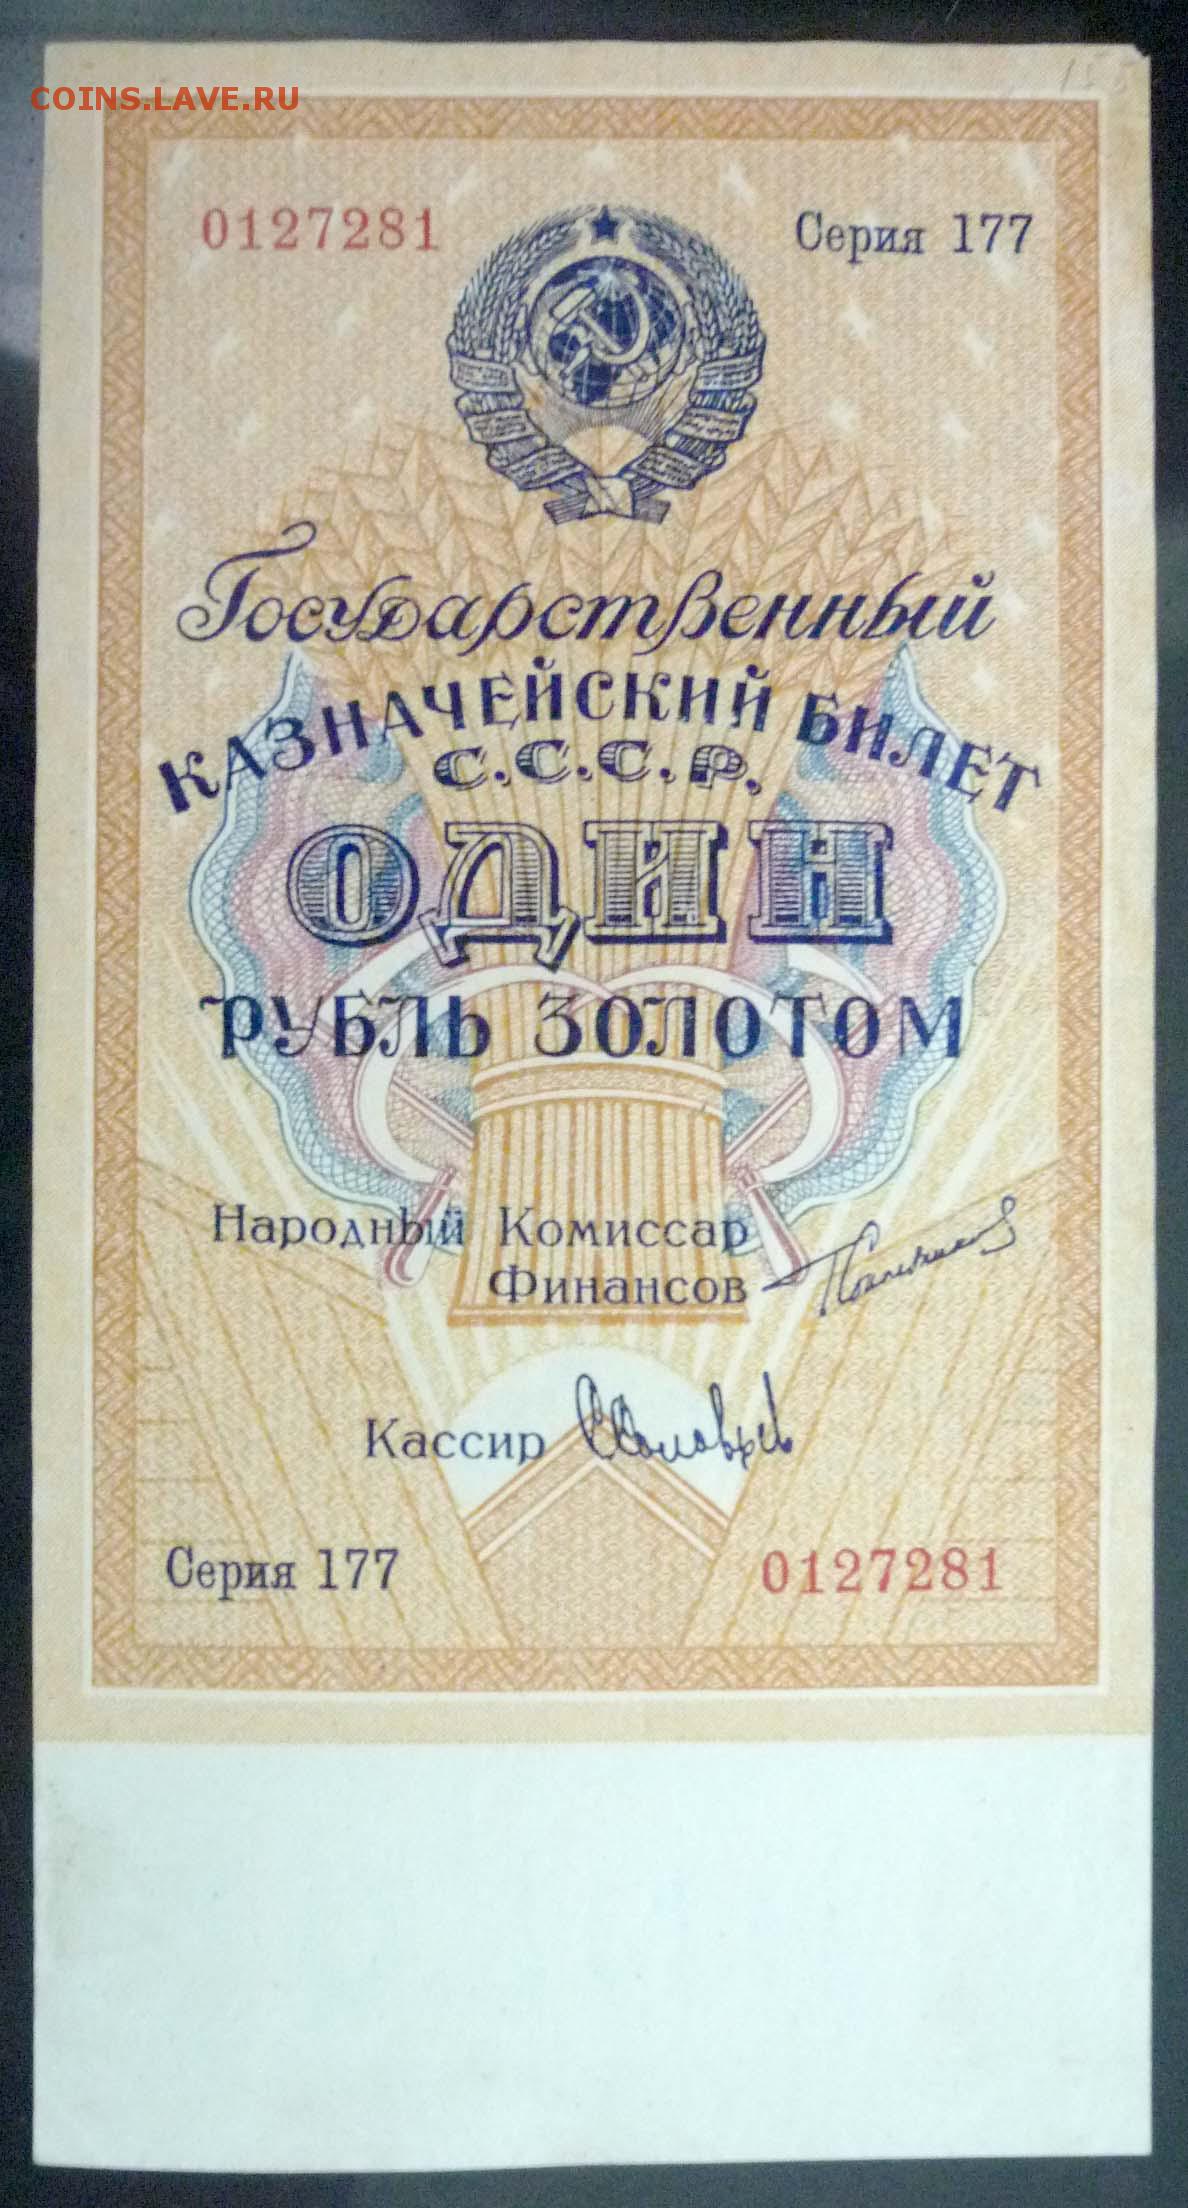 COINS.LAVE.RU
0127281 Серия 177
Государственный
КАЗНАЧЕЙСКИЙ БИЛЕТ
С.С.С.Р.
ОДИН
РУБЛЬ ЗОЛОТОМ
Народный Комиссар
Финансов
Кассир
Серия 177 0127281